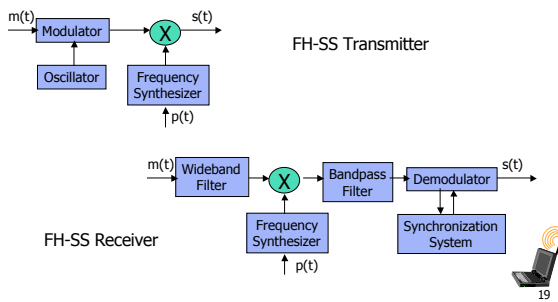 m(t)
Modulator
X
s(t)
FH-SS Transmitter
Oscillator
Frequency
Synthesizer
p(t)
m(t)
Wideband
Filter
X
Bandpass
Filter
Demodulator
s(t)
Frequency
Synthesizer
Synchronization
System
FH-SS Receiver
p(t)
19